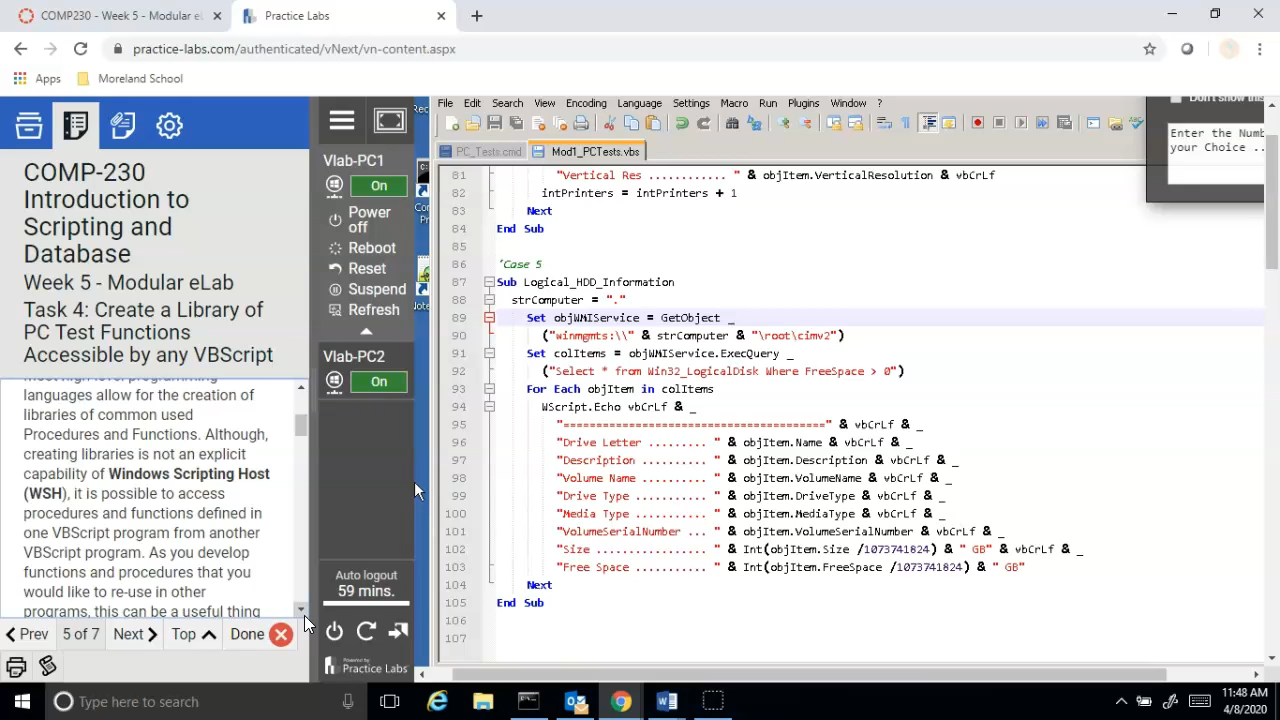 COMP230 - Week 5 - Modular eL
Practice Labs
practice-labs.com/authenticated/vNext/vn-content.aspx
Apps
Moreland School
COMP-230
Introduction to
Scripting and
Database
Week 5 - Modular eLab
Task 4: Create a Library of
PC Test Functions
Accessible by any VBScript
most high level programming
languages allow for the creation of
libraries of common used
Procedures and Functions. Although,
creating libraries is not an explicit
capability of Windows Scripting Host
(WSH), it is possible to access
procedures and functions defined in
one VBScript program from another
VBScript program. As you develop
functions and procedures that you
would like to re-use in other
programs, this can be a useful thing
Prev
5 of 7
Next
Top
Done
Vlab-PC1
On
Power
off
Reboot
Reset
Suspend
Refresh
Vlab-PC2
On
Auto logout
59 mins.
Powered by
Practice Labs
Rec
Co
Pr
Note
File Edit Search View Encoding Language Settings Macro Run Plugins Window ?
PC_Tests.cmd
Mod1_PCTests.vbs
Don't show this
Enter the Numb
your Choice ..
81 "Vertical Res ............ " & objItem.VerticalResolution & vbCrLf
82 intPrinters = intPrinters + 1
83 Next
84 End Sub
85
86 'Case 5
87 Sub Logical_HDD_Information
88 strComputer = "."
89 Set objWMIService = GetObject _
90 ("winmgmts:\\" & strComputer & "\root\cimv2")
91 Set colItems = objWMIService.ExecQuery _
92 ("Select * from Win32_LogicalDisk Where FreeSpace > 0")
93 For Each objItem in colItems
94 WScript.Echo vbCrLf & _
95 "=======================================" & vbCrLf & _
96 "Drive Letter ......... " & objItem.Name & vbCrLf & _
97 "Description .......... " & objItem.Description & vbCrLf & _
98 "Volume Name .......... " & objItem.VolumeName & vbCrLf & _
99 "Drive Type ........... " & objItem.DriveType & vbCrLf & _
100 "Media Type ........... " & objItem.MediaType & vbCrLf & _
101 "VolumeSerialNumber ... " & objItem.VolumeSerialNumber & vbCrLf & _
102 "Size ................. " & Int(objItem.Size /1073741824) & " GB" & vbCrLf & _
103 "Free Space ........... " & Int(objItem.FreeSpace /1073741824) & " GB"
104 Next
105 End Sub
106
107
Type here to search
11:48 AM
4/8/2020